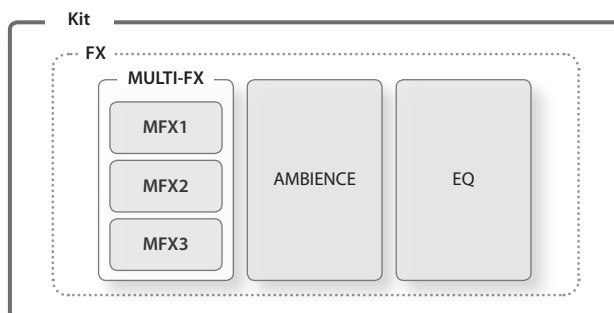 Kit
FX
MULTI-FX
MFX1
MFX2
MFX3
AMBIENCE
EQ